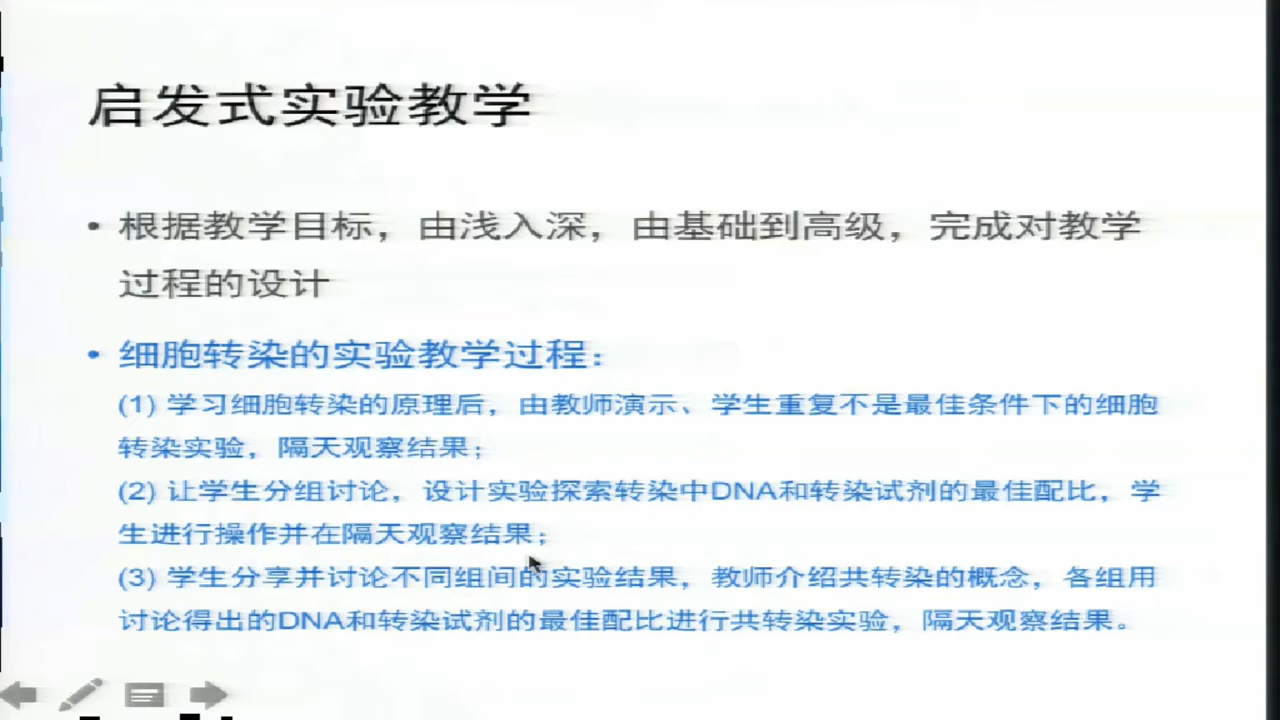 启发式实验教学
• 根据教学目标，由浅入深，由基础到高级，完成对教学
过程的设计
• 细胞转染的实验教学过程：
(1) 学习细胞转染的原理后，由教师演示、学生重复不是最佳条件下的细胞
转染实验，隔天观察结果；
(2) 让学生分组讨论，设计实验探索转染中DNA和转染试剂的最佳配比，学
生进行操作并在隔天观察结果；
(3) 学生分享并讨论不同组间的实验结果，教师介绍共转染的概念，各组用
讨论得出的DNA和转染试剂的最佳配比进行共转染实验，隔天观察结果。